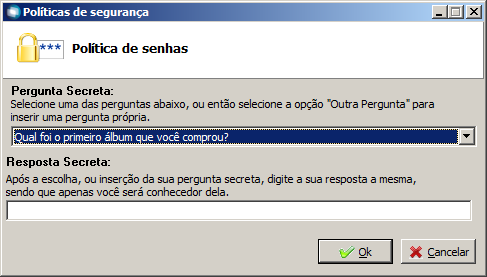 Políticas de segurança
***
Política de senhas
Pergunta Secreta:
Selecione uma das perguntas abaixo, ou então selecione a opção "Outra Pergunta" para
inserir uma pergunta própria.
Qual foi o primeiro álbum que você comprou?
Resposta Secreta:
Após a escolha, ou inserção da sua pergunta secreta, digite a sua resposta a mesma,
sendo que apenas você será conhecedor dela.
Ok
Cancelar